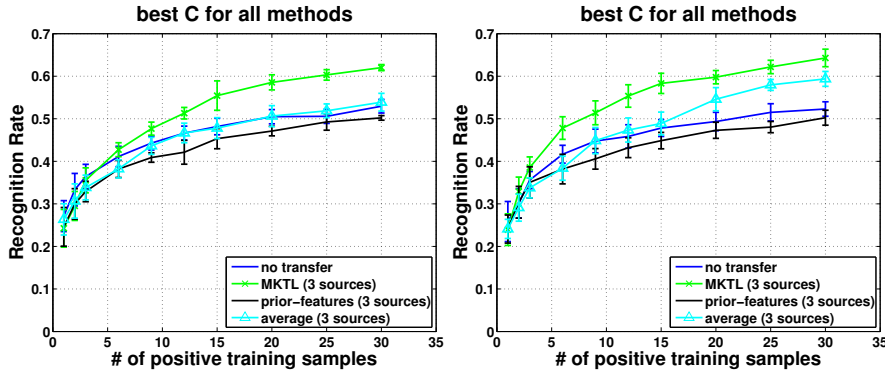 best C for all methods
0.7
0.6
0.5
0.4
0.3
0.2
0.1
0
Recognition Rate
no transfer
MKTL (3 sources)
prior-features (3 sources)
average (3 sources)
0 5 10 15 20 25 30 35
# of positive training samples
best C for all methods
0.7
0.6
0.5
0.4
0.3
0.2
0.1
0
Recognition Rate
no transfer
MKTL (3 sources)
prior-features (3 sources)
average (3 sources)
0 5 10 15 20 25 30 35
# of positive training samples